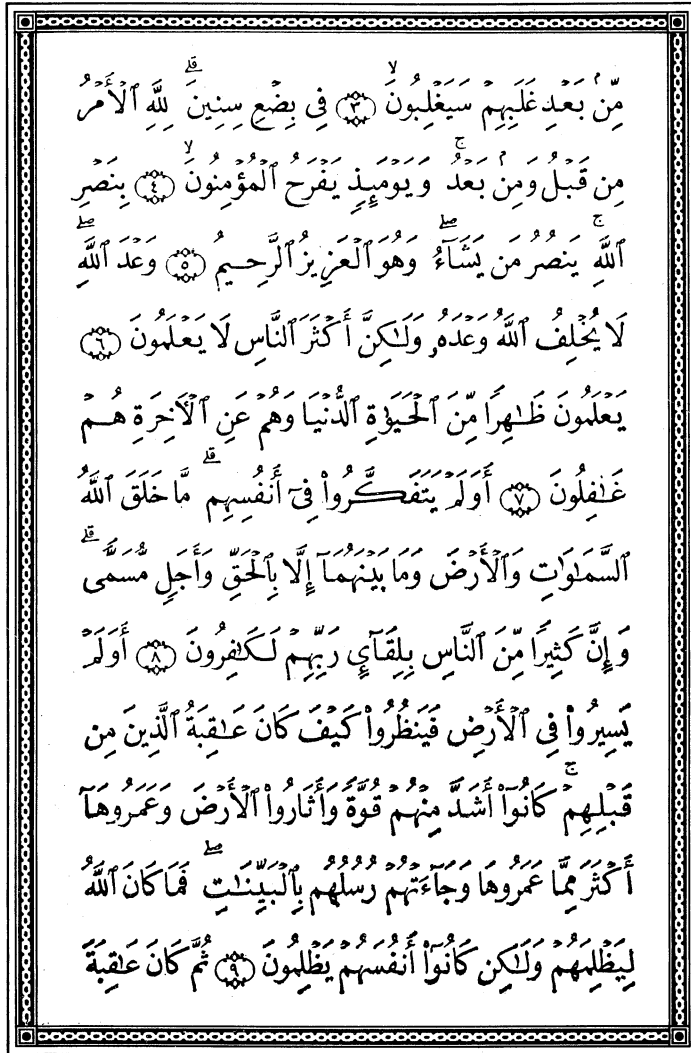 مِّنۢ بَعْدِ غَلَبِهِمْ سَيَغْلِبُونَ ۙ ﴿٣﴾ فِى بِضْعِ سِنِينَ ۗ لِلَّهِ ٱلْأَمْرُ
مِن قَبْلُ وَمِنۢ بَعْدُ ۚ وَيَوْمَئِذٍ يَفْرَحُ ٱلْمُؤْمِنُونَ ۙ ﴿٤﴾ بِنَصْرِ
ٱللَّهِ ۚ يَنصُرُ مَن يَشَآءُ ۖ وَهُوَ ٱلْعَزِيزُ ٱلرَّحِيمُ ﴿٥﴾ وَعْدَ ٱللَّهِ ۖ
لَا يُخْلِفُ ٱللَّهُ وَعْدَهُۥ وَلَٰكِنَّ أَكْثَرَ ٱلنَّاسِ لَا يَعْلَمُونَ ﴿٦﴾
يَعْلَمُونَ ظَٰهِرًا مِّنَ ٱلْحَيَوٰةِ ٱلدُّنْيَا وَهُمْ عَنِ ٱلْأَخِرَةِ هُمْ
غَٰفِلُونَ ﴿٧﴾ أَوَلَمْ يَتَفَكَّرُوا۟ فِىٓ أَنفُسِهِم ۗ مَّا خَلَقَ ٱللَّهُ
ٱلسَّمَٰوَٰتِ وَٱلْأَرْضَ وَمَا بَيْنَهُمَآ إِلَّا بِٱلْحَقِّ وَأَجَلٍ مُّسَمًّى ۗ
وَإِنَّ كَثِيرًا مِّنَ ٱلنَّاسِ بِلِقَآئِ رَبِّهِمْ لَكَٰفِرُونَ ﴿٨﴾ أَوَلَمْ
يَسِيرُوا۟ فِى ٱلْأَرْضِ فَيَنظُرُوا۟ كَيْفَ كَانَ عَٰقِبَةُ ٱلَّذِينَ مِن
قَبْلِهِمْ ۚ كَانُوٓا۟ أَشَدَّ مِنْهُمْ قُوَّةً وَأَثَارُوا۟ ٱلْأَرْضَ وَعَمَرُوهَآ
أَكْثَرَ مِمَّا عَمَرُوهَا وَجَآءَتْهُمْ رُسُلُهُم بِٱلْبَيِّنَٰتِ ۖ فَمَا كَانَ ٱللَّهُ
لِيَظْلِمَهُمْ وَلَٰكِن كَانُوٓا۟ أَنفُسَهُمْ يَظْلِمُونَ ﴿٩﴾ ثُمَّ كَانَ عَٰقِبَةَ